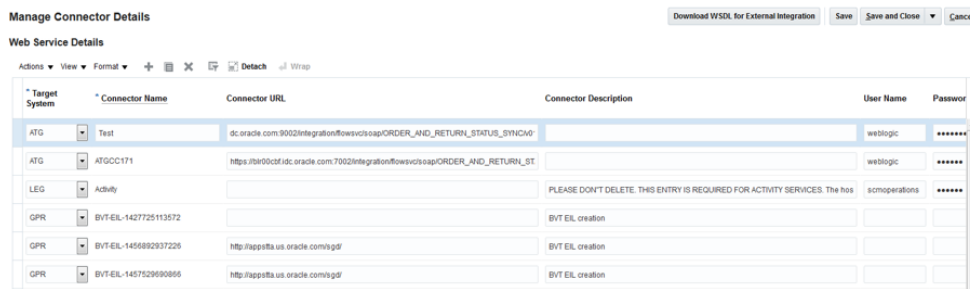 Manage Connector Details
Download WSDL for External Integration Save Save and Close Cance
Web Service Details
Actions View Format Detach Wrap
* Target System * Connector Name Connector URL Connector Description User Name Passwor
ATG Test dc.oracle.com:9002/integration/flowsvc/soap/ORDER_AND_RETURN_STATUS_SYNC/v0 weblogic
ATG ATGCC171 https://blr00cbf.idc.oracle.com:7002/integration/flowsvc/soap/ORDER_AND_RETURN_ST weblogic
LEG Activity PLEASE DON'T DELETE. THIS ENTRY IS REQUIRED FOR ACTIVITY SERVICES. The hos scmoperations
GPR BVT-EIL-1427725113572 BVT EIL creation
GPR BVT-EIL-1456892937226 http://appstta.us.oracle.com/sgd/ BVT EIL creation
GPR BVT-EIL-1457529690866 http://appstta.us.oracle.com/sgd/ BVT EIL creation